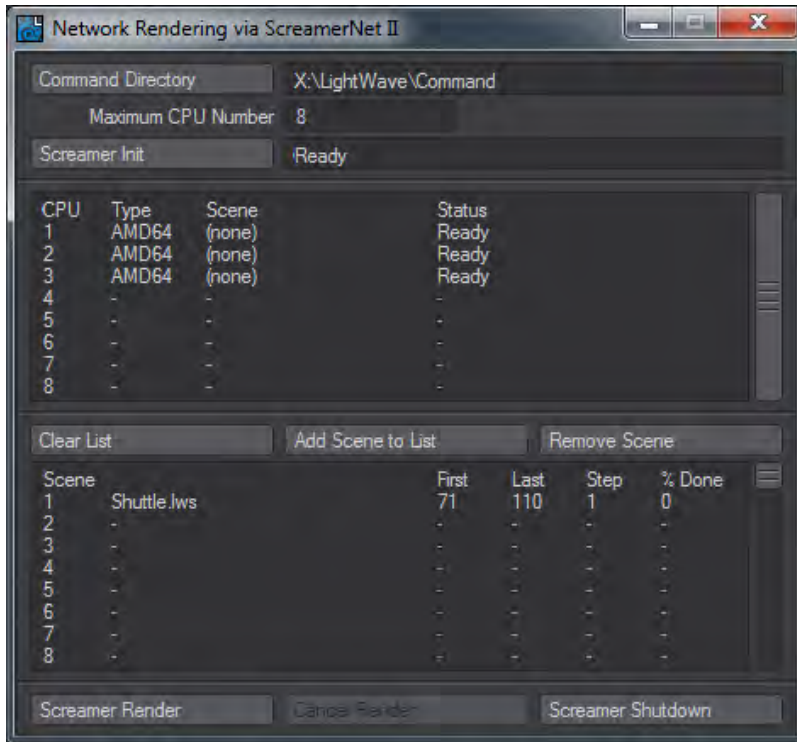 Network Rendering via ScreamerNet II
Command Directory X:\LightWave\Command
Maximum CPU Number 8
Screamer Init Ready
CPU Type Scene Status
1 AMD64 (none) Ready
2 AMD64 (none) Ready
3 AMD64 (none) Ready
4 - - -
5 - - -
6 - - -
7 - - -
8 - - -
Clear List Add Scene to List Remove Scene
Scene First Last Step % Done
1 Shuttle.lws 71 110 1 0
2 - - - - -
3 - - - - -
4 - - - - -
5 - - - - -
6 - - - - -
7 - - - - -
8 - - - - -
Screamer Render Cancel Render Screamer Shutdown